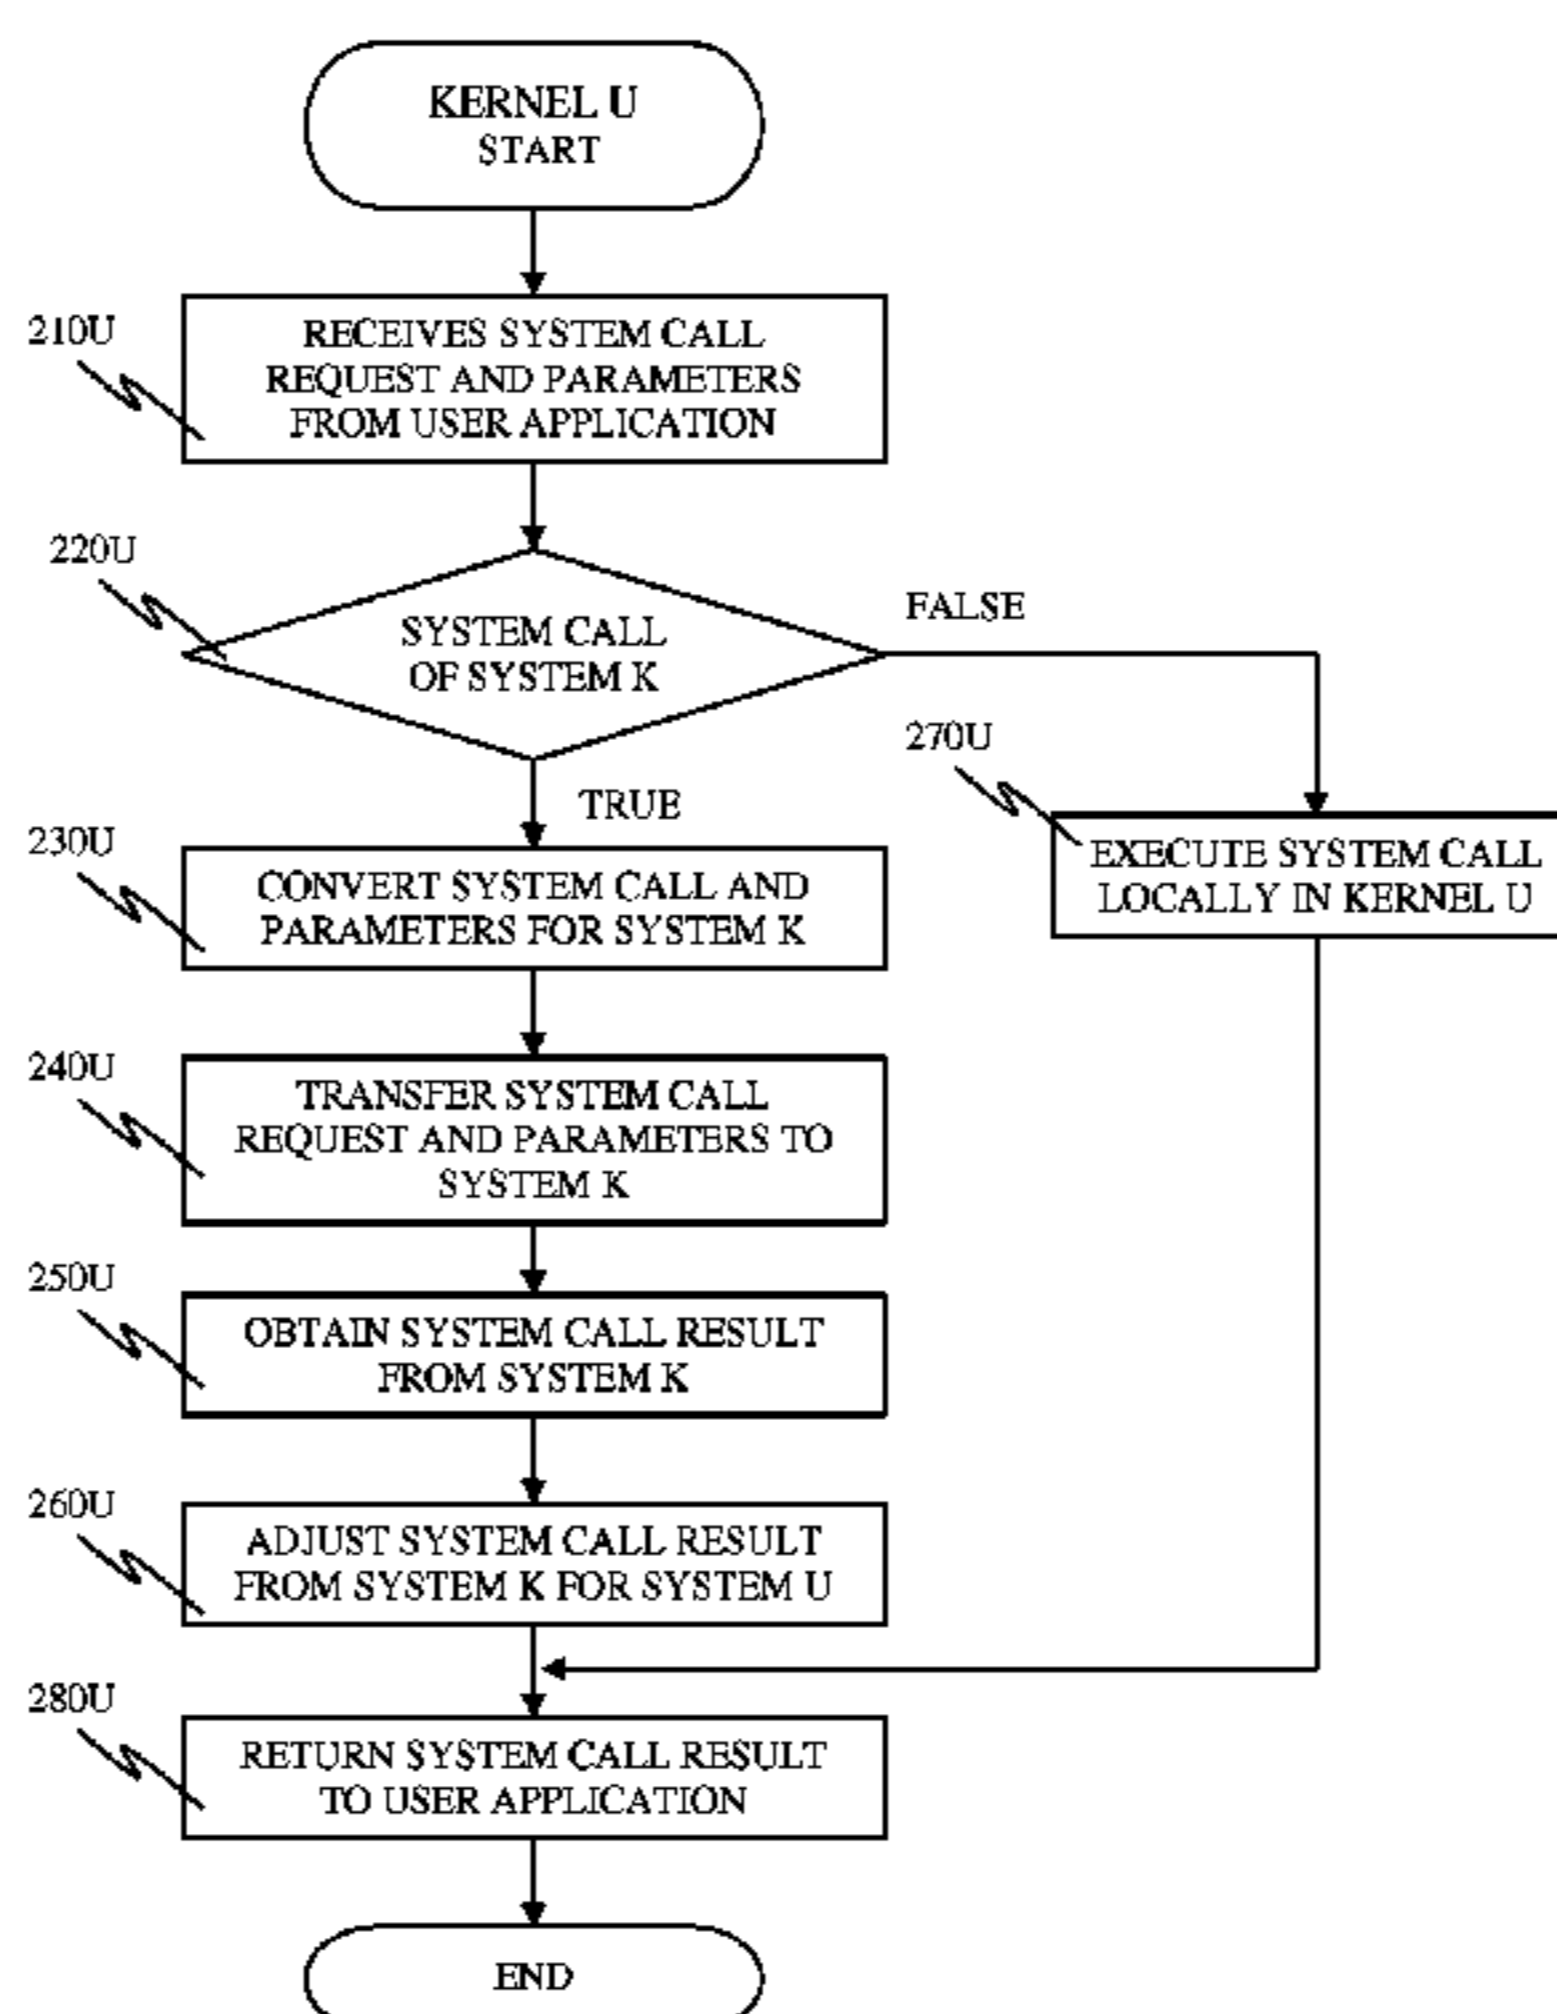 KERNEL U
START
210U
RECEIVES SYSTEM CALL
REQUEST AND PARAMETERS
FROM USER APPLICATION
220U
SYSTEM CALL
OF SYSTEM K
FALSE
TRUE
270U
EXECUTE SYSTEM CALL
LOCALLY IN KERNEL U
230U
CONVERT SYSTEM CALL AND
PARAMETERS FOR SYSTEM K
240U
TRANSFER SYSTEM CALL
REQUEST AND PARAMETERS TO
SYSTEM K
250U
OBTAIN SYSTEM CALL RESULT
FROM SYSTEM K
260U
ADJUST SYSTEM CALL RESULT
FROM SYSTEM K FOR SYSTEM U
280U
RETURN SYSTEM CALL RESULT
TO USER APPLICATION
END